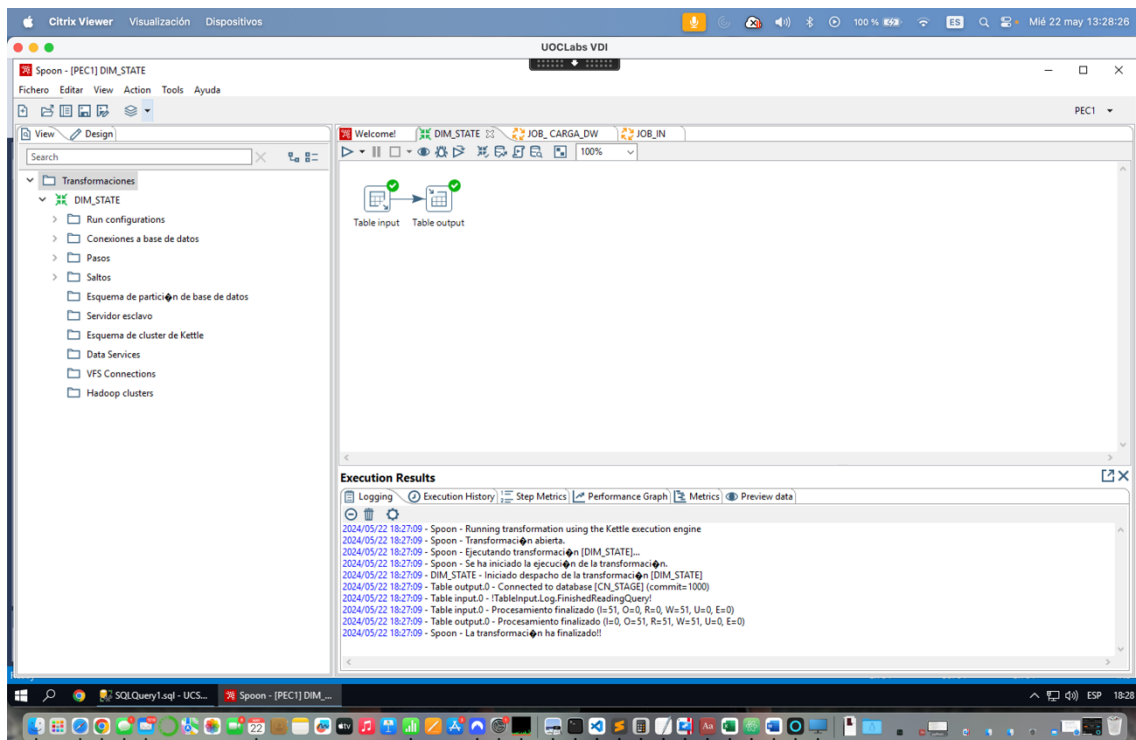 Citrix Viewer Visualización Dispositivos 100 % ES Mié 22 may 13:28:26
UOCLabs VDI
Spoon - [PEC1] DIM_STATE
Fichero Editar View Action Tools Ayuda
PEC1
View Design
Search
Transformaciones
DIM_STATE
Run configurations
Conexiones a base de datos
Pasos
Saltos
Esquema de partici�n de base de datos
Servidor esclavo
Esquema de cluster de Kettle
Data Services
VFS Connections
Hadoop clusters
Welcome! DIM_STATE JOB_ CARGA_DW JOB_IN
100%
Table input Table output
Execution Results
Logging Execution History Step Metrics Performance Graph Metrics Preview data
2024/05/22 18:27:09 - Spoon - Running transformation using the Kettle execution engine
2024/05/22 18:27:09 - Spoon - Transformaci�n abierta.
2024/05/22 18:27:09 - Spoon - Ejecutando transformaci�n [DIM_STATE]...
2024/05/22 18:27:09 - Spoon - Se ha iniciado la ejecuci�n de la transformaci�n.
2024/05/22 18:27:09 - DIM_STATE - Iniciado despacho de la transformaci�n [DIM_STATE]
2024/05/22 18:27:09 - Table output.0 - Connected to database [CN_STAGE] (commit=1000)
2024/05/22 18:27:09 - Table input.0 - !TableInput.Log.FinishedReadingQuery!
2024/05/22 18:27:09 - Table input.0 - Procesamiento finalizado (I=51, O=0, R=0, W=51, U=0, E=0)
2024/05/22 18:27:09 - Table output.0 - Procesamiento finalizado (I=0, O=51, R=51, W=51, U=0, E=0)
2024/05/22 18:27:09 - Spoon - La transformaci�n ha finalizado!!
SQLQuery1.sql - UCS... Spoon - [PEC1] DIM_... ESP 18:28
22
tv
Aa